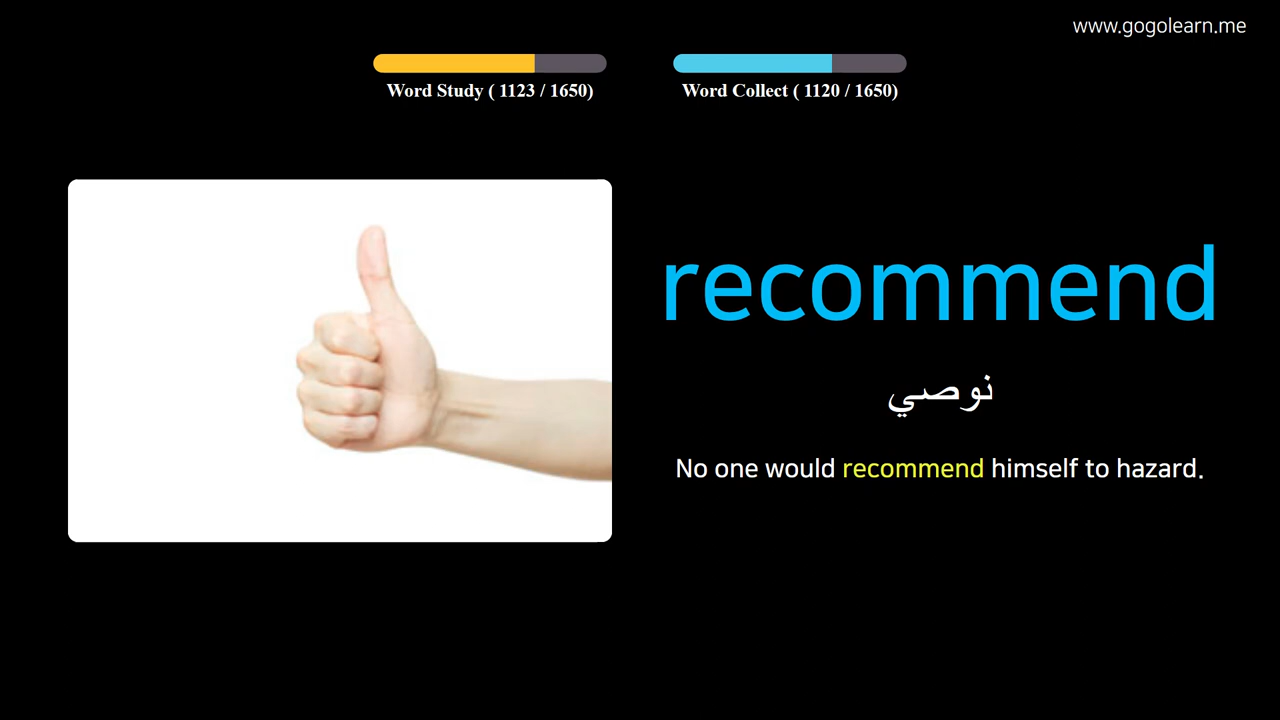 www.gogolearn.me
Word Study ( 1123 / 1650)
Word Collect ( 1120 / 1650)
recommend
نوصي
No one would recommend himself to hazard.